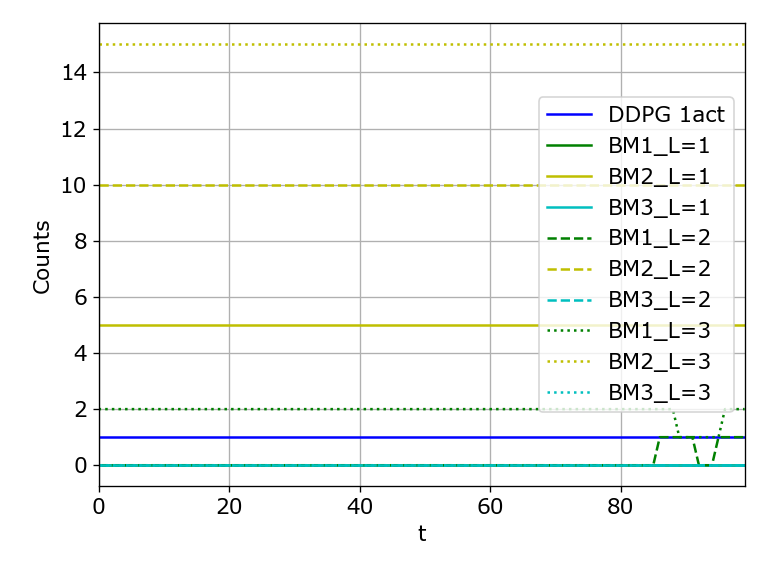 14
12
10
8
6
4
2
0
Counts
0 20 40 60 80
t
DDPG 1act
BM1_L=1
BM2_L=1
BM3_L=1
BM1_L=2
BM2_L=2
BM3_L=2
BM1_L=3
BM2_L=3
BM3_L=3